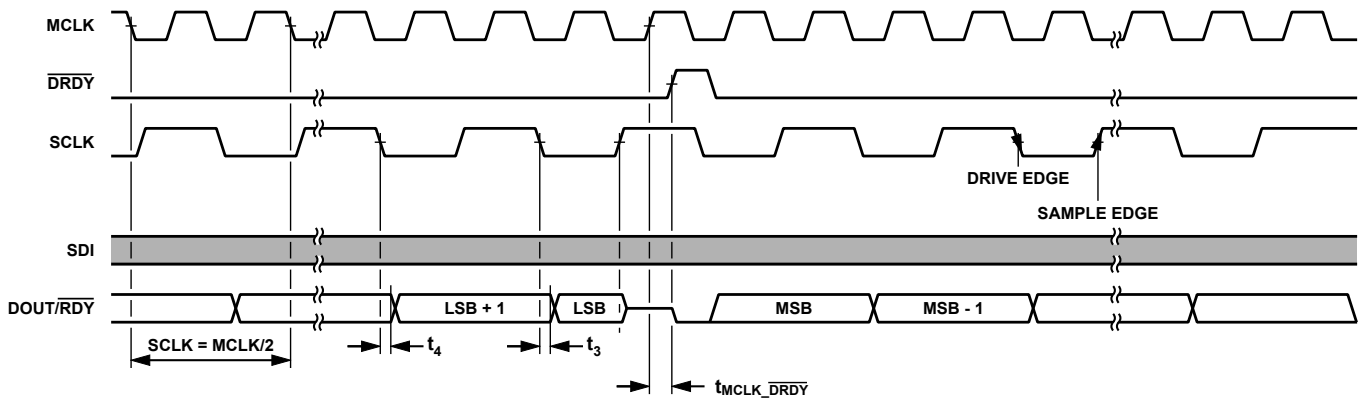 MCLK
DRDY
SCLK
DRIVE EDGE
SAMPLE EDGE
SDI
DOUT/RDY
LSB + 1
LSB
MSB
MSB - 1
SCLK = MCLK/2
t4
t3
tMCLK_DRDY